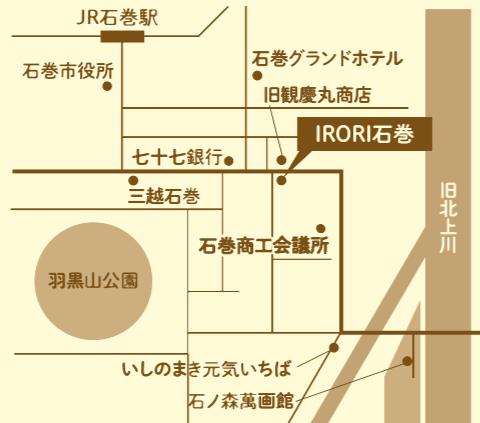 JR石巻駅
石巻グランドホテル
石巻市役所
旧観慶丸商店
IRORI石巻
七十七銀行
三越石巻
旧北上川
石巻商工会議所
羽黒山公園
いしのまき元気いちば
石ノ森萬画館